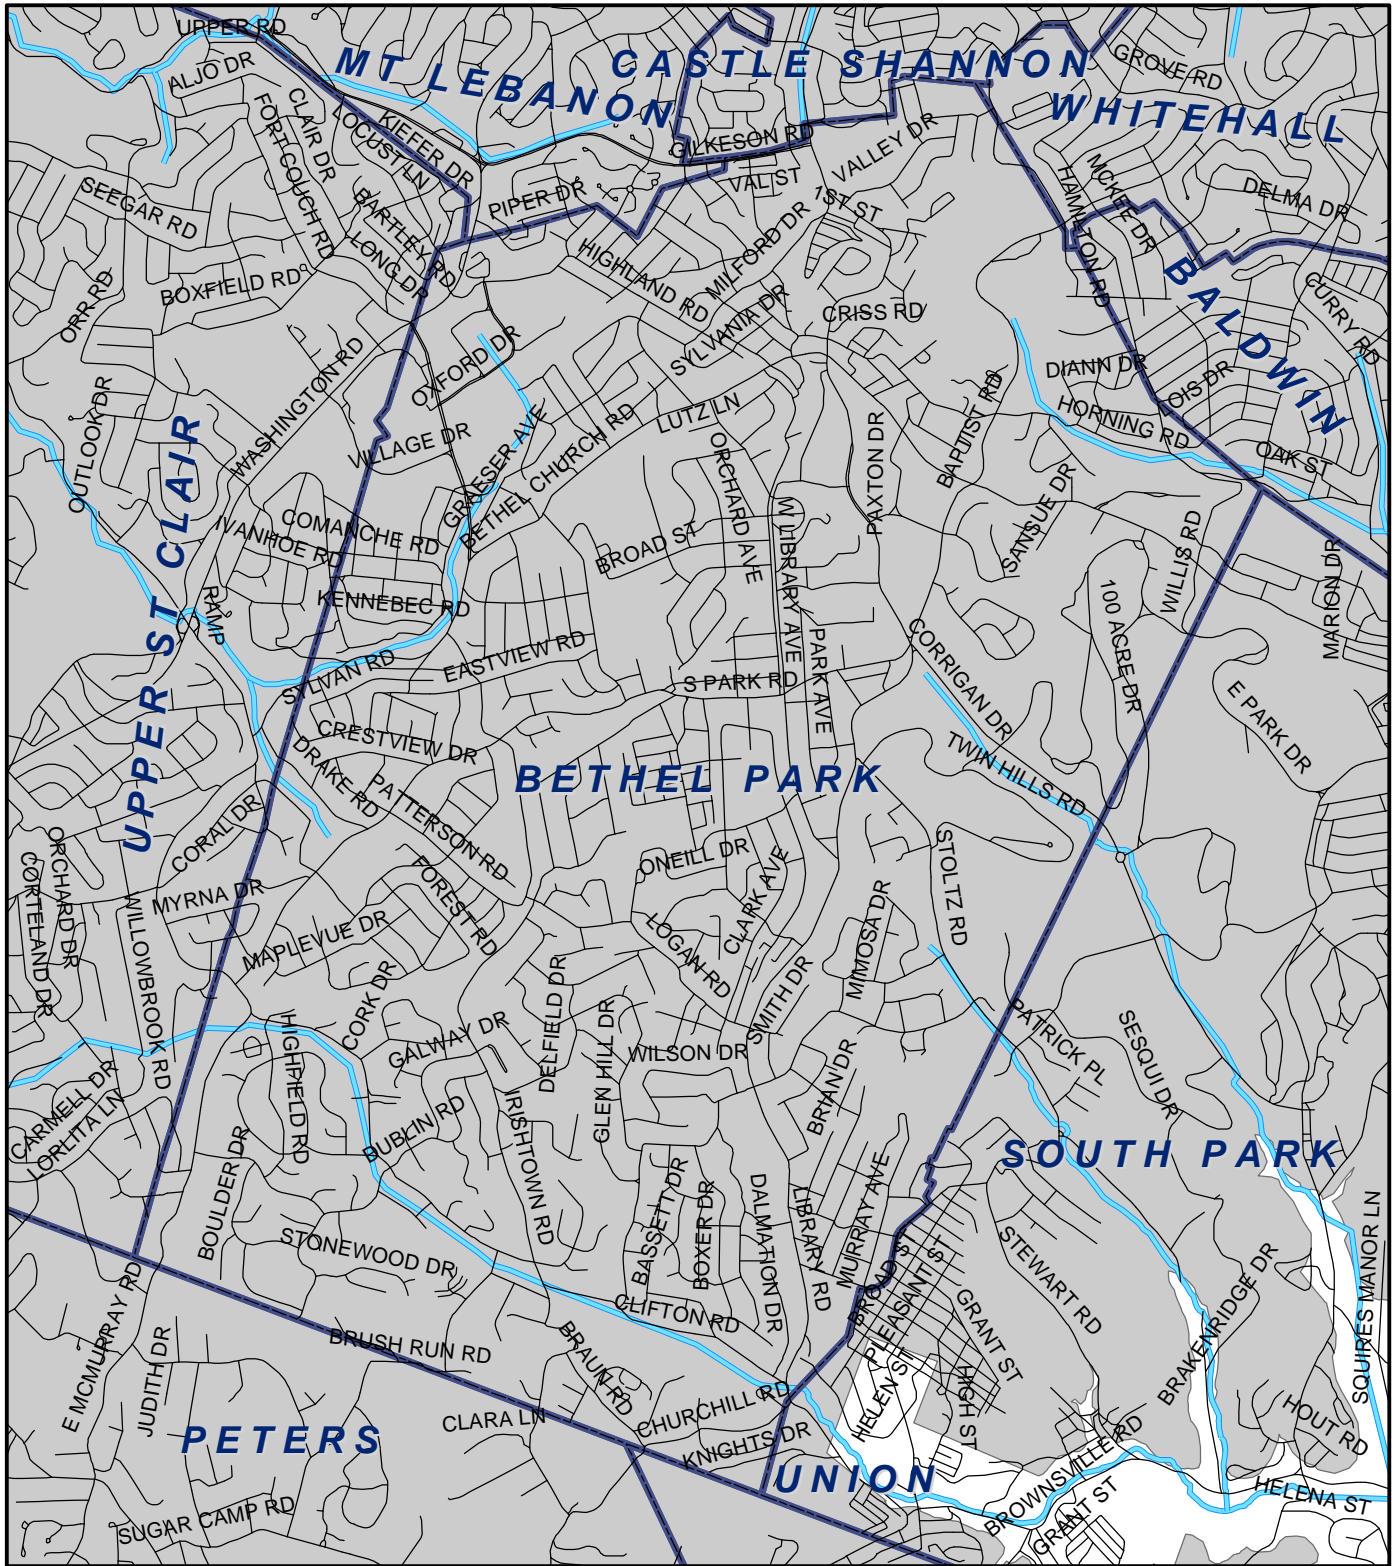 UPPER RD
MT LEBANON
CASTLE SHANNON
GROVE RD
WHITEHALL
ALJO DR
FORT COUCH RD
CLAIR DR
LOCUST LN
KIEFER DR
GILKESON RD
VALLEY DR
VAL ST
1ST ST
HAMILTON RD
MCKEE DR
DELMA DR
SEEGAR RD
BARTLEY RD
LONG DR
PIPER DR
HIGHLAND RD
MILFORD DR
SYLVANIA DR
CRISS RD
BALDWIN
CURRY RD
BOXFIELD RD
ORR RD
WASHINGTON RD
OXFORD DR
DIANN DR
LOIS DR
HORNING RD
OAK ST
OUTLOOK DR
VILLAGE DR
GRAESER AVE
BETHEL CHURCH RD
LUTZ LN
ORCHARD AVE
PAXTON DR
BAPTIST RD
SANSUE DR
UPPER ST CLAIR
IVANHOE RD
COMANCHE RD
BROAD ST
W LIBRARY AVE
WILLIS RD
MARION DR
KENNEBEC RD
RAMP
100 ACRE DR
CORRIGAN DR
PARK AVE
EASTVIEW RD
SYLVAN RD
S PARK RD
E PARK DR
CRESTVIEW DR
DRAKE RD
PATTERSON RD
BETHEL PARK
TWIN HILLS RD
CORAL DR
ORCHARD DR
CORTELAND DR
WILLOWBROOK RD
MYRNA DR
FOREST RD
ONEILL DR
CLARK AVE
STOLTZ RD
MAPLEVUE DR
LOGAN RD
MIMOSA DR
SMITH DR
CORK DR
DELFIELD DR
GALWAY DR
GLEN HILL DR
WILSON DR
PATRICK PL
SESQUI DR
HIGHFIELD RD
BRIAN DR
CARMELL DR
LORLITA LN
BUBLIN RD
IRISHTOWN RD
BOULDER DR
SOUTH PARK
BASSETT DR
BOXER DR
DALMATION DR
LIBRARY RD
MURRAY AVE
BROAD ST
PLEASANT ST
STEWART RD
SQUIRES MANOR LN
STONEWOOD DR
E MCMURRAY RD
JUDITH DR
CLIFTON RD
BRUSH RUN RD
BRAUN RD
GRANT ST
BRAKENRIDGE DR
HELEN ST
HIGH ST
CLARA LN
CHURCHILL RD
KNIGHTS DR
HOUT RD
PETERS
UNION
BROWNSVILLE RD
GRANT ST
HELENA ST
SUGAR CAMP RD